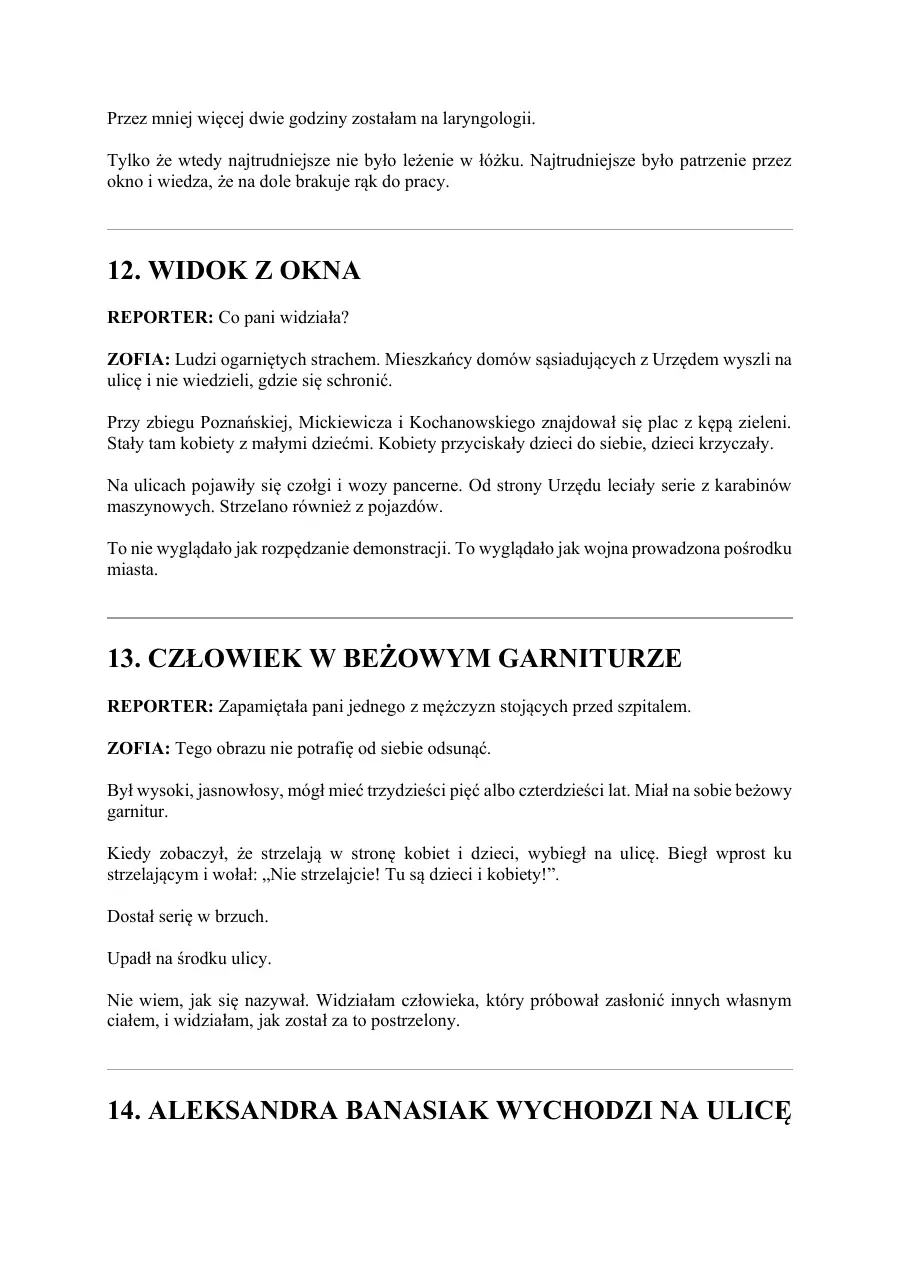 Przez mniej więcej dwie godziny zostałam na laryngologii.
Tylko że wtedy najtrudniejsze nie było leżenie w łóżku. Najtrudniejsze było patrzenie przez
okno i wiedza, że na dole brakuje rąk do pracy.
12. WIDOK Z OKNA
REPORTER: Co pani widziała?
ZOFIA: Ludzi ogarniętych strachem. Mieszkańcy domów sąsiadujących z Urzędem wyszli na
ulicę i nie wiedzieli, gdzie się schronić.
Przy zbiegu Poznańskiej, Mickiewicza i Kochanowskiego znajdował się plac z kępą zieleni.
Stały tam kobiety z małymi dziećmi. Kobiety przyciskały dzieci do siebie, dzieci krzyczały.
Na ulicach pojawiły się czołgi i wozy pancerne. Od strony Urzędu leciały serie z karabinów
maszynowych. Strzelano również z pojazdów.
To nie wyglądało jak rozpędzanie demonstracji. To wyglądało jak wojna prowadzona pośrodku
miasta.
13. CZŁOWIEK W BEŻOWYM GARNITURZE
REPORTER: Zapamiętała pani jednego z mężczyzn stojących przed szpitalem.
ZOFIA: Tego obrazu nie potrafię od siebie odsunąć.
Był wysoki, jasnowłosy, mógł mieć trzydzieści pięć albo czterdzieści lat. Miał na sobie beżowy
garnitur.
Kiedy zobaczył, że strzelają w stronę kobiet i dzieci, wybiegł na ulicę. Biegł wprost ku
strzelającym i wołał: „Nie strzelajcie! Tu są dzieci i kobiety!”.
Dostał serię w brzuch.
Upadł na środku ulicy.
Nie wiem, jak się nazywał. Widziałam człowieka, który próbował zasłonić innych własnym
ciałem, i widziałam, jak został za to postrzelony.
14. ALEKSANDRA BANASIAK WYCHODZI NA ULICĘ